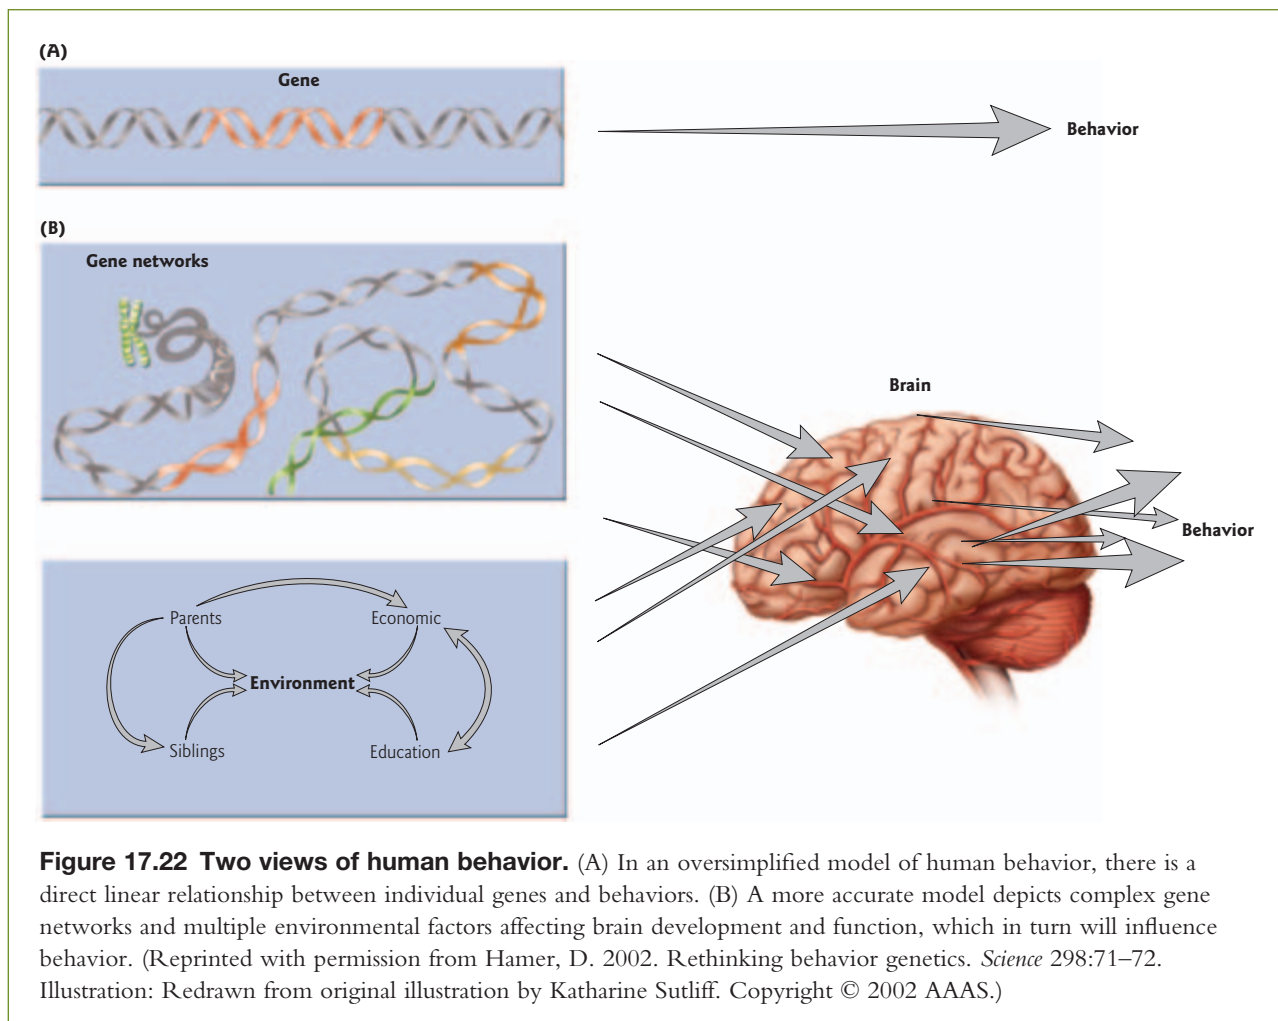 (A)
Gene
Behavior
(B)
Gene networks
Brain
Behavior
Parents
Economic
Environment
Siblings
Education
Figure 17.22 Two views of human behavior. (A) In an oversimplified model of human behavior, there is a
direct linear relationship between individual genes and behaviors. (B) A more accurate model depicts complex gene
networks and multiple environmental factors affecting brain development and function, which in turn will influence
behavior. (Reprinted with permission from Hamer, D. 2002. Rethinking behavior genetics. Science 298:71–72.
Illustration: Redrawn from original illustration by Katharine Sutliff. Copyright © 2002 AAAS.)